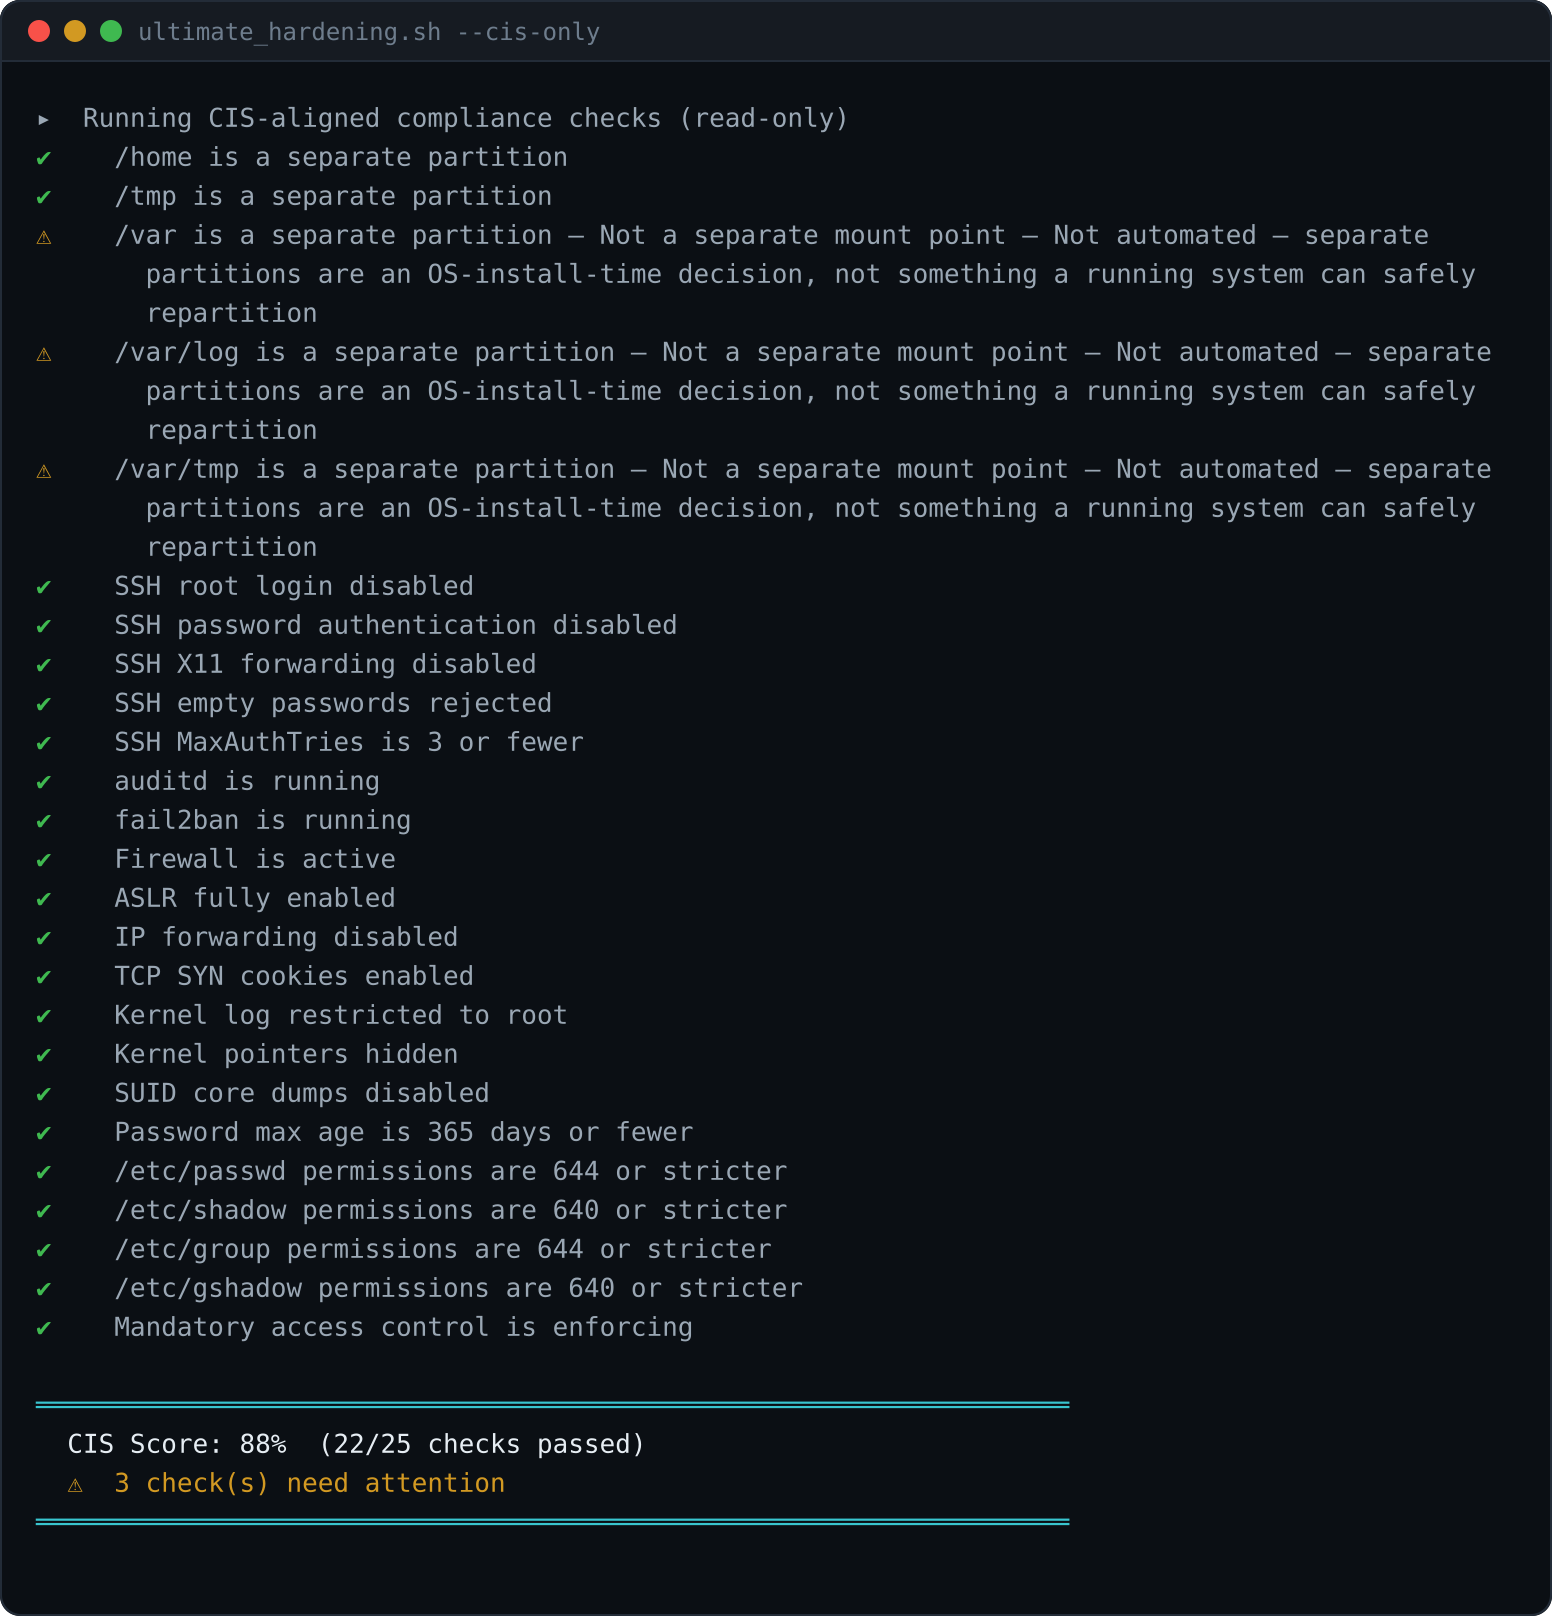 ultimate_hardening.sh --cis-only
▸ Running CIS-aligned compliance checks (read-only)
✔ /home is a separate partition
✔ /tmp is a separate partition
⚠ /var is a separate partition — Not a separate mount point — Not automated — separate
partitions are an OS-install-time decision, not something a running system can safely
repartition
⚠ /var/log is a separate partition — Not a separate mount point — Not automated — separate
partitions are an OS-install-time decision, not something a running system can safely
repartition
⚠ /var/tmp is a separate partition — Not a separate mount point — Not automated — separate
partitions are an OS-install-time decision, not something a running system can safely
repartition
✔ SSH root login disabled
✔ SSH password authentication disabled
✔ SSH X11 forwarding disabled
✔ SSH empty passwords rejected
✔ SSH MaxAuthTries is 3 or fewer
✔ auditd is running
✔ fail2ban is running
✔ Firewall is active
✔ ASLR fully enabled
✔ IP forwarding disabled
✔ TCP SYN cookies enabled
✔ Kernel log restricted to root
✔ Kernel pointers hidden
✔ SUID core dumps disabled
✔ Password max age is 365 days or fewer
✔ /etc/passwd permissions are 644 or stricter
✔ /etc/shadow permissions are 640 or stricter
✔ /etc/group permissions are 644 or stricter
✔ /etc/gshadow permissions are 640 or stricter
✔ Mandatory access control is enforcing
CIS Score: 88% (22/25 checks passed)
⚠ 3 check(s) need attention